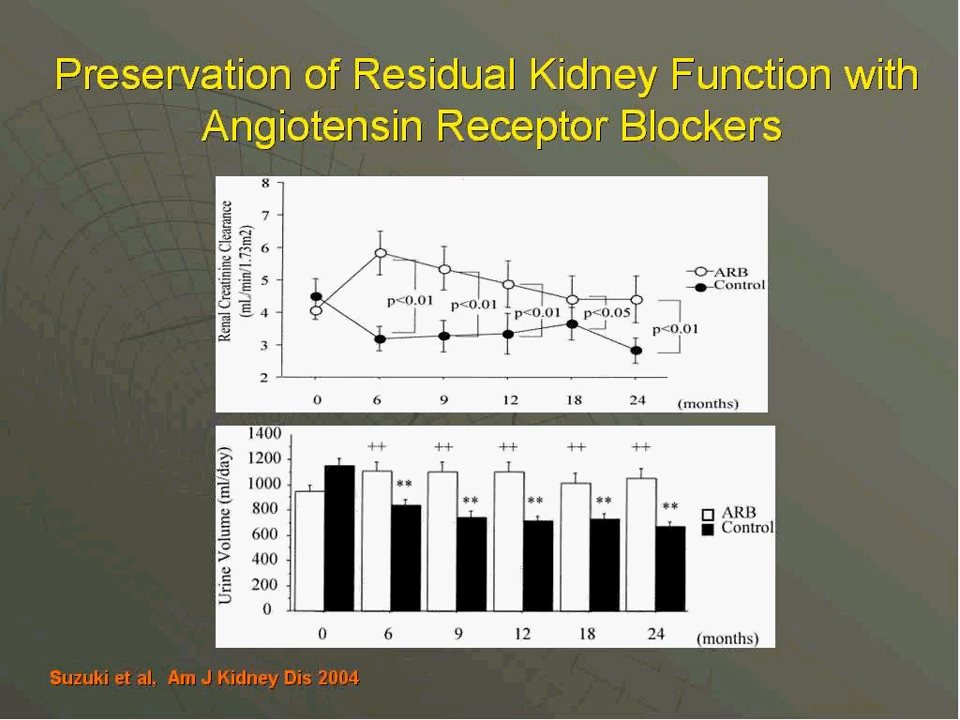 Preservation of Residual Kidney Function with
Angiotensin Receptor Blockers
Renal Creatinine Clearance
(mL/min/1.73m2)
8
7
6
5
4
3
2
p<0.01
p<0.01
p<0.01
p<0.05
p<0.01
ARB
Control
0 6 9 12 18 24 (months)
Urine Volume (ml/day)
1400
1200
1000
800
600
400
200
0
++ ++ ++ ++ ++
** ** ** ** **
ARB
Control
0 6 9 12 18 24 (months)
Suzuki et al, Am J Kidney Dis 2004